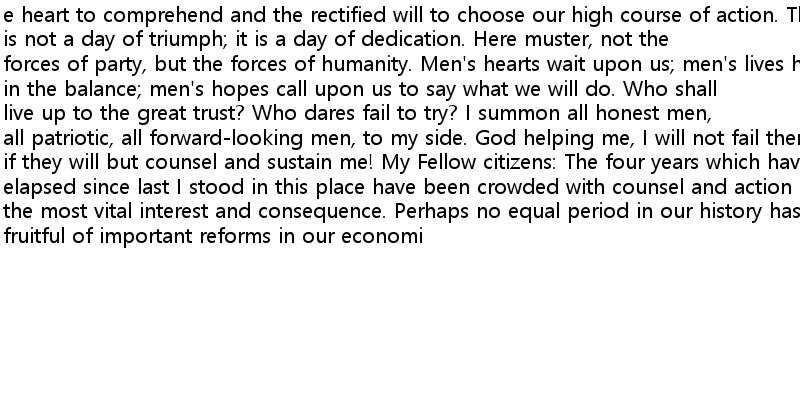 e heart to comprehend and the rectified will to choose our high course of action. Th
is not a day of triumph; it is a day of dedication. Here muster, not the
forces of party, but the forces of humanity. Men's hearts wait upon us; men's lives h
in the balance; men's hopes call upon us to say what we will do. Who shall
live up to the great trust? Who dares fail to try? I summon all honest men,
all patriotic, all forward-looking men, to my side. God helping me, I will not fail them
if they will but counsel and sustain me! My Fellow citizens: The four years which hav
elapsed since last I stood in this place have been crowded with counsel and action
the most vital interest and consequence. Perhaps no equal period in our history has
fruitful of important reforms in our economi